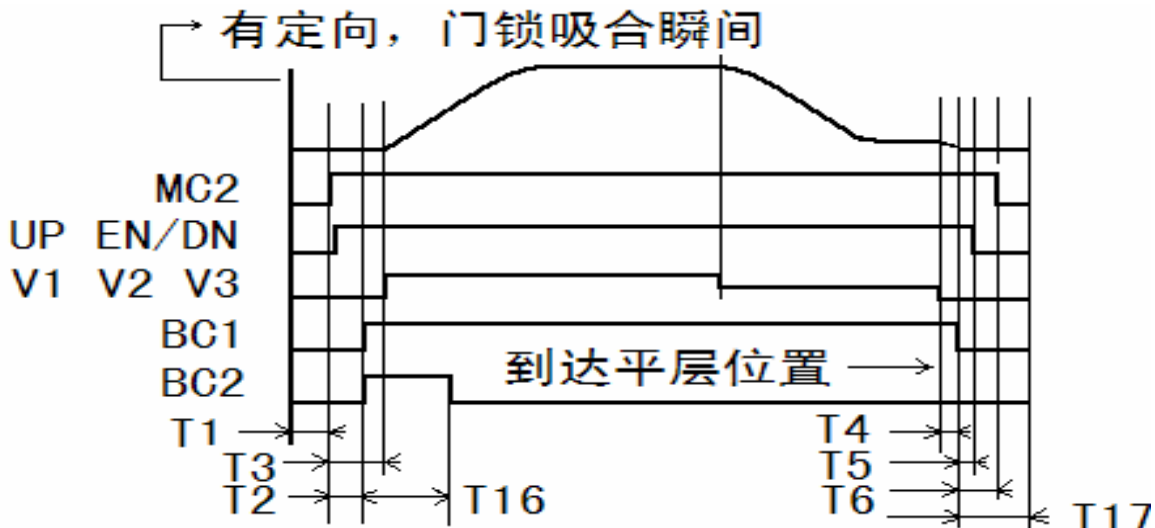 有定向，门锁吸合瞬间
MC2
UP EN/DN
V1 V2 V3
BC1
到达平层位置
BC2
T1
T4
T3
T5
T2
T16
T6
T17